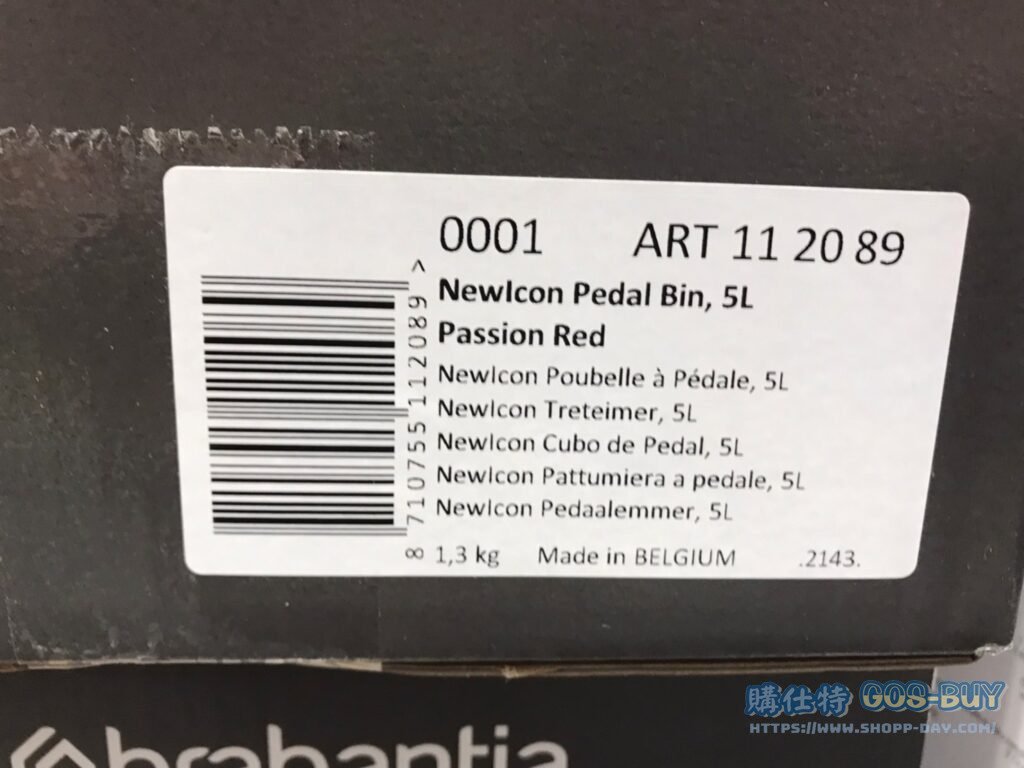 0001 ART 11 20 89
NewIcon Pedal Bin, 5L
Passion Red
NewIcon Poubelle à Pédale, 5L
NewIcon Treteimer, 5L
NewIcon Cubo de Pedal, 5L
NewIcon Pattumiera a pedale, 5L
NewIcon Pedaalemmer, 5L
1,3 kg Made in BELGIUM .2143.
8 710755 112089 >
brabantia
購仕特 GOS-BUY
HTTPS://WWW.SHOPP-DAY.COM/